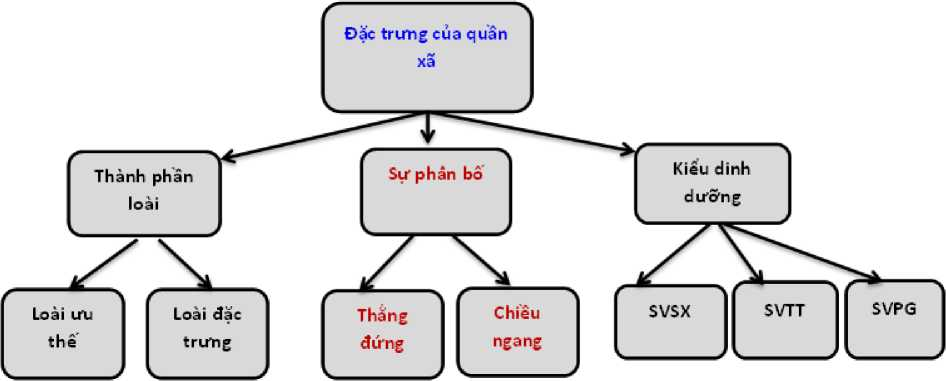 Đặc trưng của quần
xã
Thành phần
loài
Sự phân bố
Kiểu dinh
dưỡng
Loài ưu
thế
Loài đặc
trưng
Thẳng
đứng
Chiều
ngang
SVSX
SVTT
SVPG